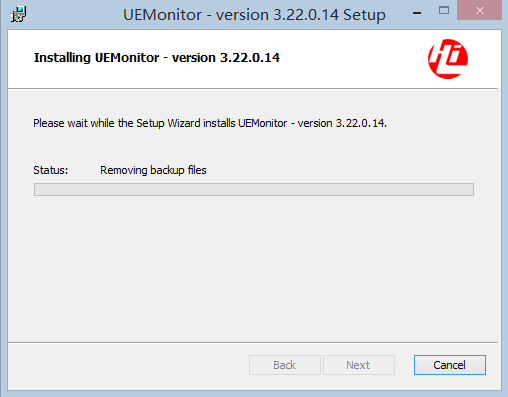 UEMonitor - version 3.22.0.14 Setup
Installing UEMonitor - version 3.22.0.14
Hi
Please wait while the Setup Wizard installs UEMonitor - version 3.22.0.14.
Status: Removing backup files
Back Next Cancel